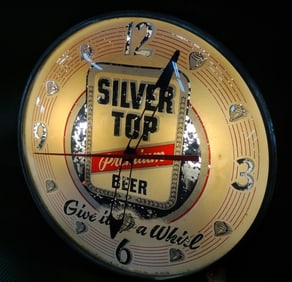 12
SILVER
TOP
9
Premium
3
BEER
Give it a Whirl
6